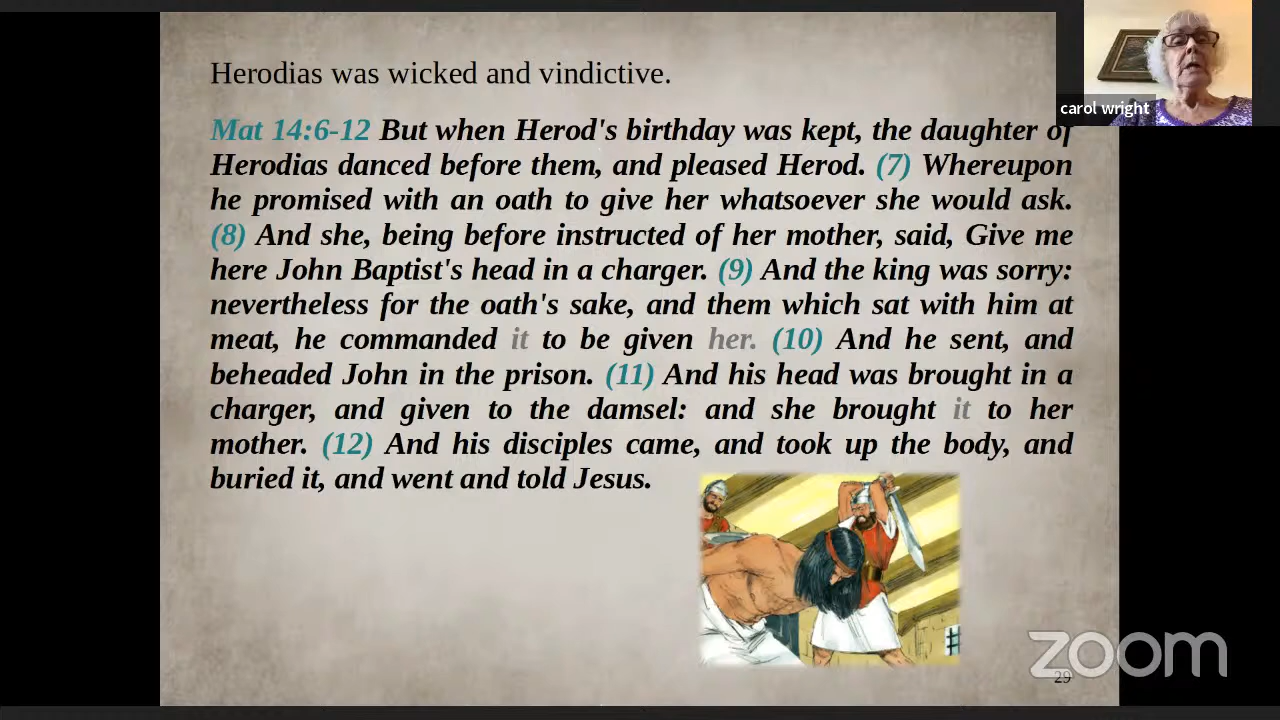 Herodias was wicked and vindictive.
carol wright
Mat 14:6-12 But when Herod's birthday was kept, the daughter of
Herodias danced before them, and pleased Herod. (7) Whereupon
he promised with an oath to give her whatsoever she would ask.
(8) And she, being before instructed of her mother, said, Give me
here John Baptist's head in a charger. (9) And the king was sorry:
nevertheless for the oath's sake, and them which sat with him at
meat, he commanded it to be given her. (10) And he sent, and
beheaded John in the prison. (11) And his head was brought in a
charger, and given to the damsel: and she brought it to her
mother. (12) And his disciples came, and took up the body, and
buried it, and went and told Jesus.
zoom
29